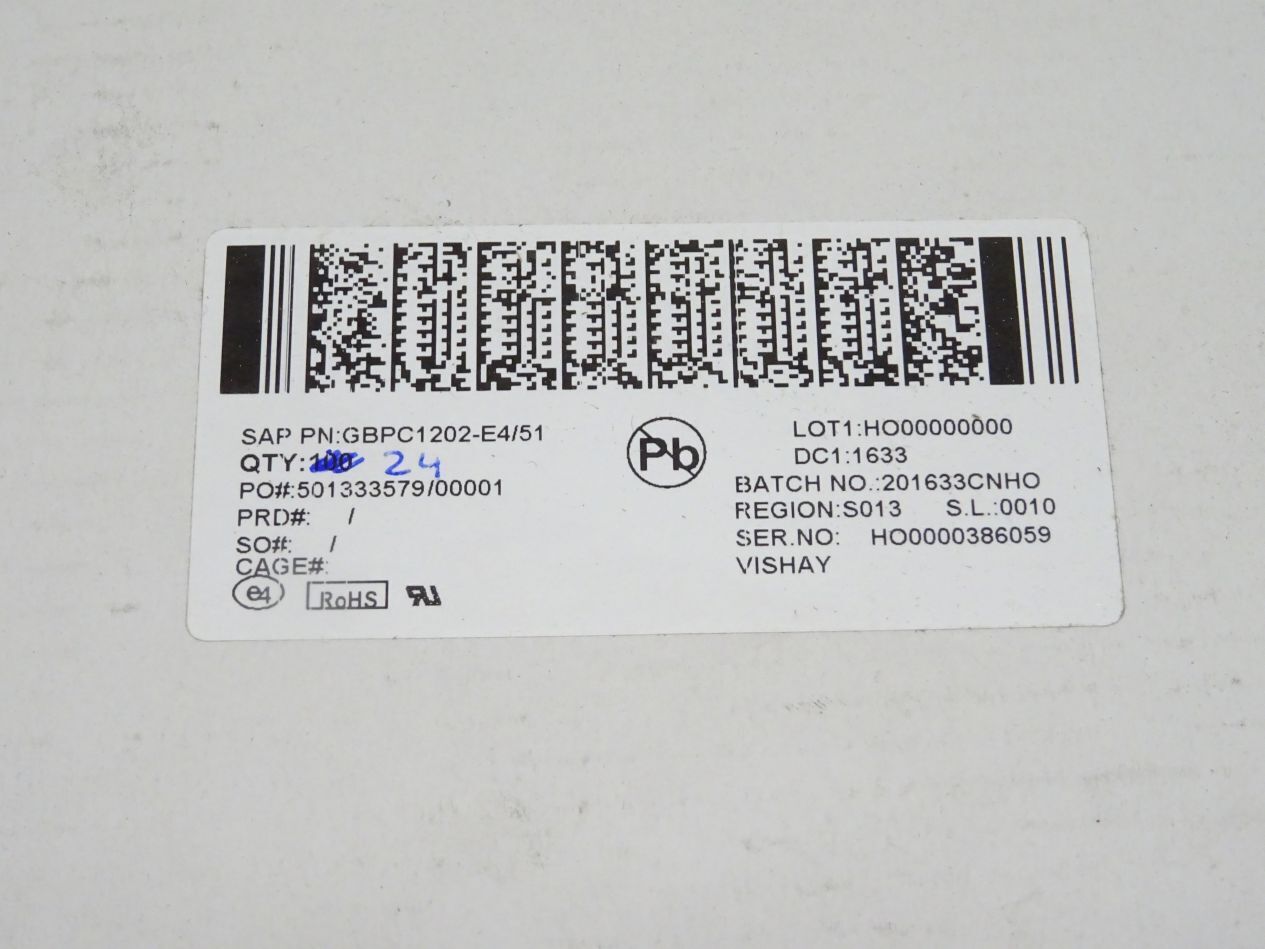 SAP PN:GBPC1202-E4/51
QTY:100 24
PO#:501333579/00001
PRD#: /
SO#: /
CAGE#:
e4 RoHS
Pb
LOT1:HO00000000
DC1:1633
BATCH NO.:201633CNHO
REGION:S013 S.L.:0010
SER.NO: HO0000386059
VISHAY